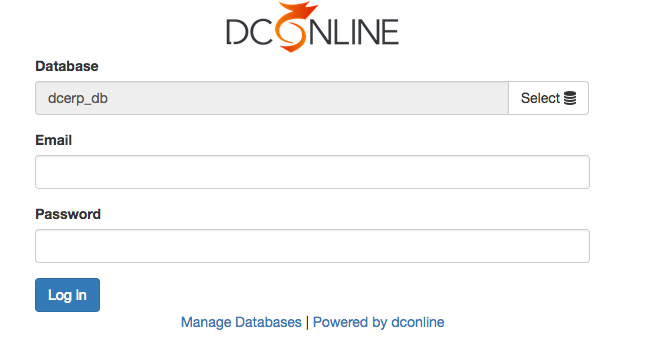 DCONLINE
Database
dcerp_db Select
Email
Password
Log in
Manage Databases | Powered by dconline